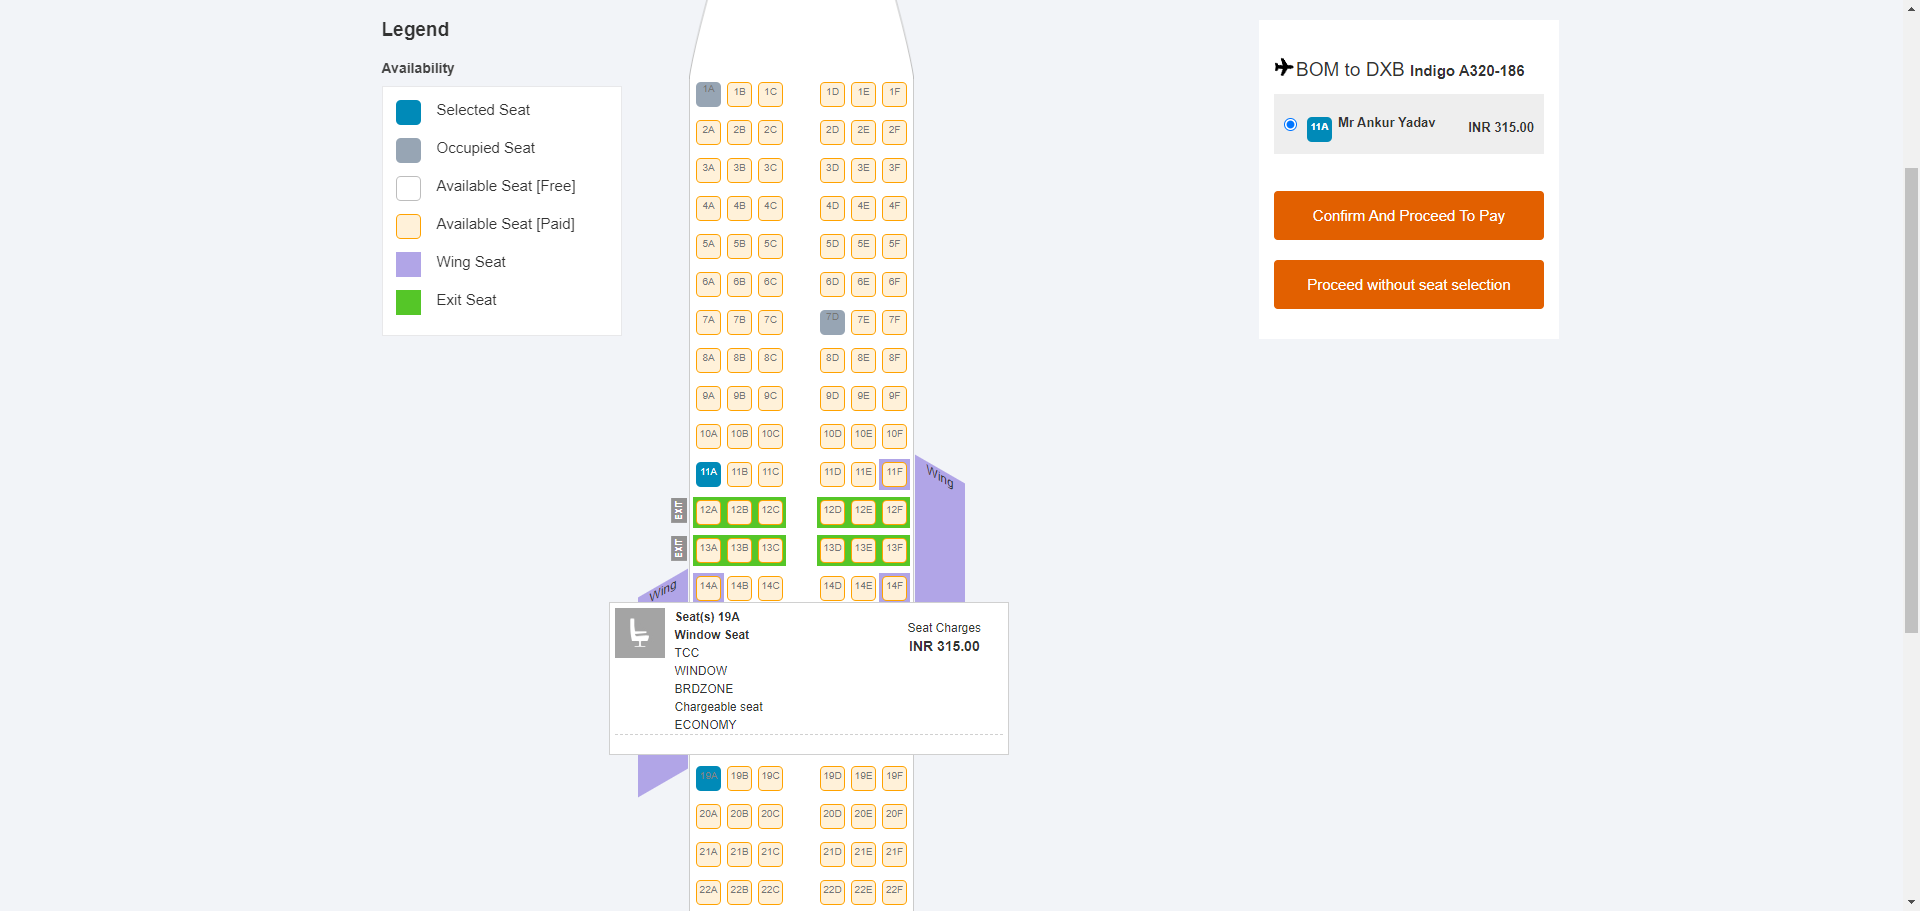 Legend
Availability
Selected Seat
Occupied Seat
Available Seat [Free]
Available Seat [Paid]
Wing Seat
Exit Seat
1A 1B 1C 1D 1E 1F
2A 2B 2C 2D 2E 2F
3A 3B 3C 3D 3E 3F
4A 4B 4C 4D 4E 4F
5A 5B 5C 5D 5E 5F
6A 6B 6C 6D 6E 6F
7A 7B 7C 7D 7E 7F
8A 8B 8C 8D 8E 8F
9A 9B 9C 9D 9E 9F
10A 10B 10C 10D 10E 10F
11A 11B 11C 11D 11E 11F Wing
EXIT 12A 12B 12C 12D 12E 12F
EXIT 13A 13B 13C 13D 13E 13F
Wing 14A 14B 14C 14D 14E 14F
Seat(s) 19A
Window Seat
TCC
WINDOW
BRDZONE
Chargeable seat
ECONOMY
Seat Charges
INR 315.00
19A 19B 19C 19D 19E 19F
20A 20B 20C 20D 20E 20F
21A 21B 21C 21D 21E 21F
22A 22B 22C 22D 22E 22F
BOM to DXB Indigo A320-186
11A Mr Ankur Yadav INR 315.00
Confirm And Proceed To Pay
Proceed without seat selection